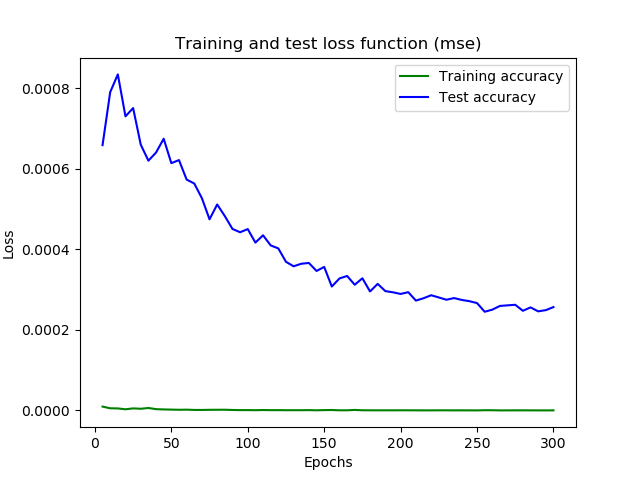 Training and test loss function (mse)
Training accuracy
Test accuracy
0.0008
0.0006
0.0004
0.0002
0.0000
Loss
0 50 100 150 200 250 300
Epochs